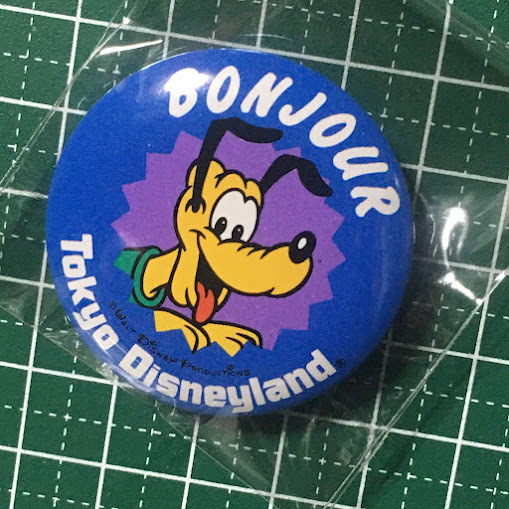 BONJOUR
© WALT DISNEY PRODUCTIONS
Tokyo Disneyland®